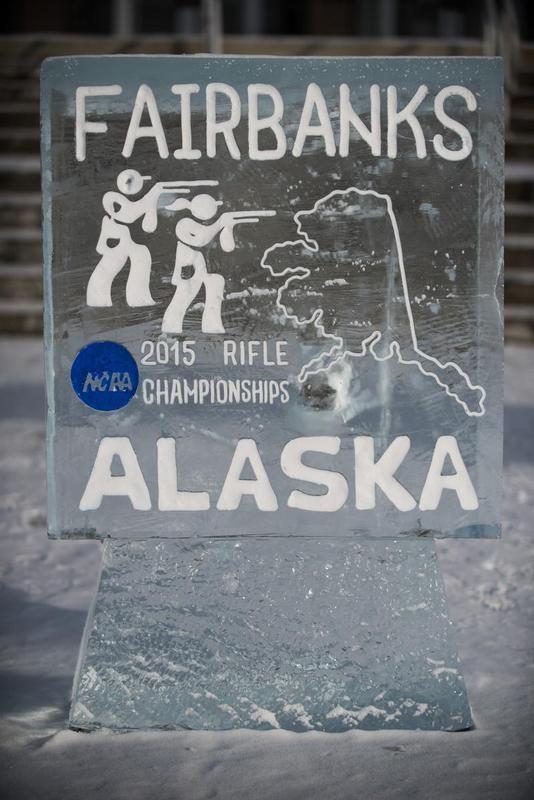 FAIRBANKS
2015 RIFLE
NCAA
CHAMPIONSHIPS
ALASKA